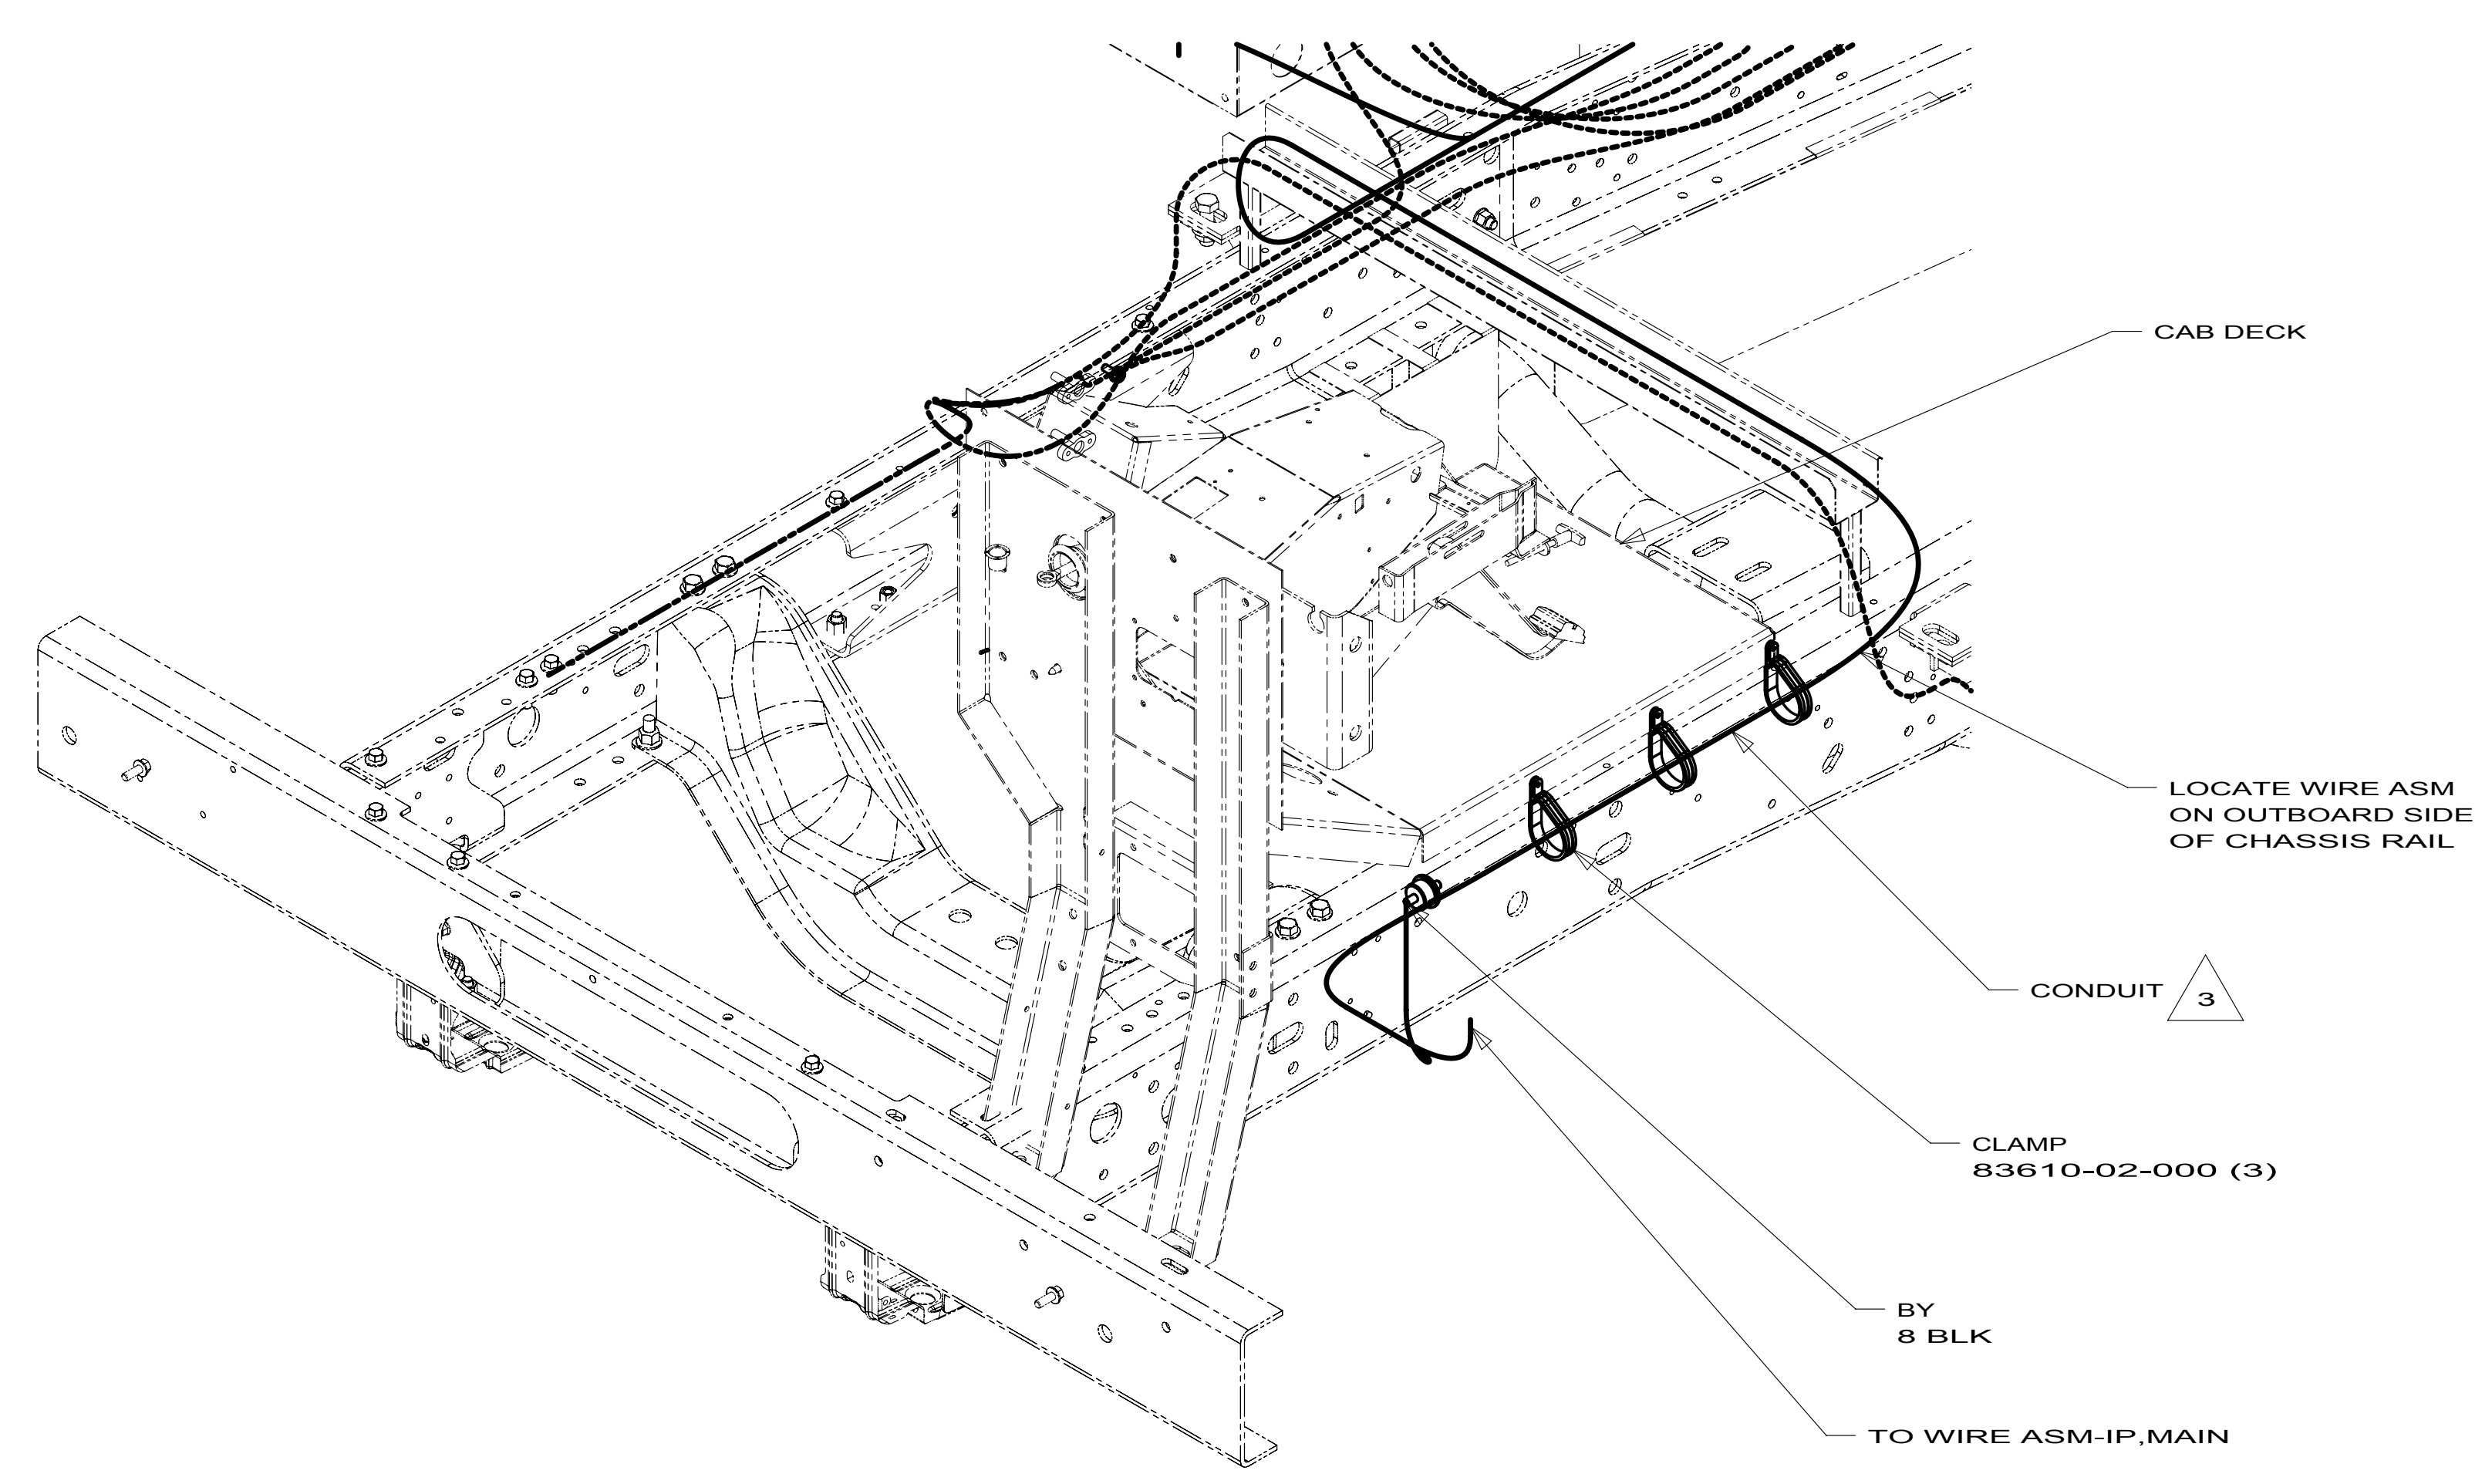 CAB DECK
LOCATE WIRE ASM
ON OUTBOARD SIDE
OF CHASSIS RAIL
CONDUIT 3
CLAMP
83610-02-000 (3)
BY
8 BLK
TO WIRE ASM-IP,MAIN